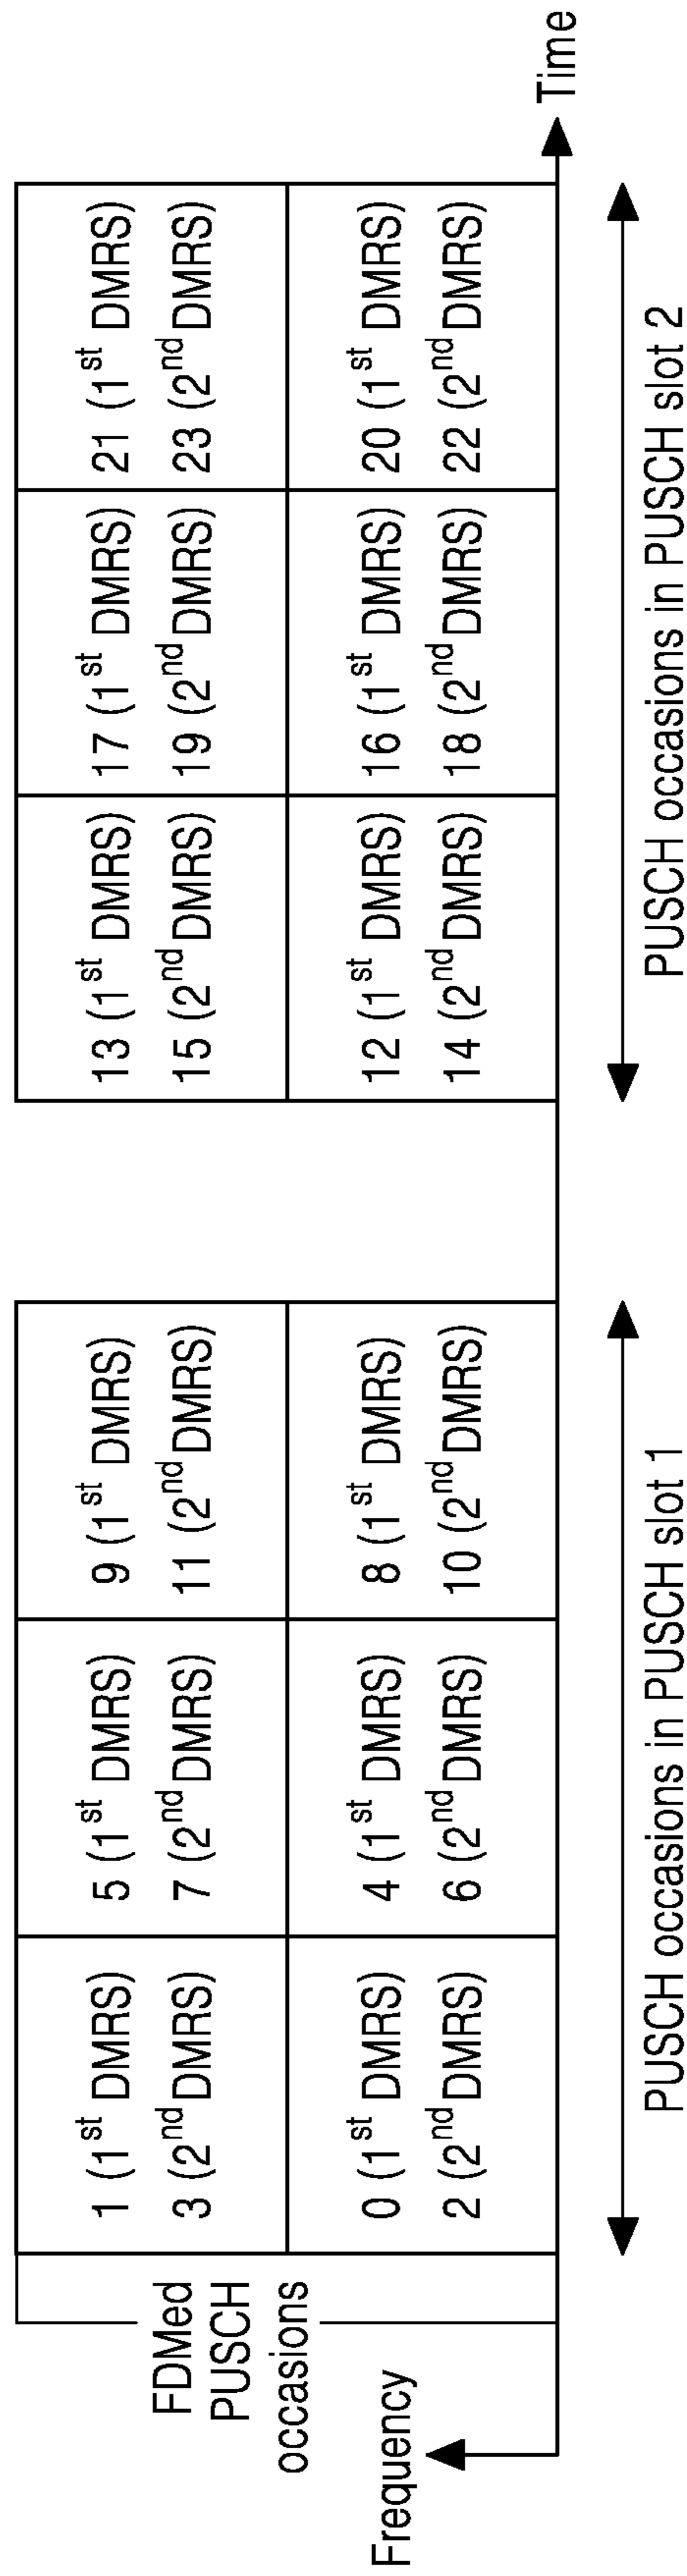 FDMed
PUSCH
occasions
Frequency
1 (1st DMRS)
3 (2nd DMRS)
5 (1st DMRS)
7 (2nd DMRS)
9 (1st DMRS)
11 (2nd DMRS)
13 (1st DMRS)
15 (2nd DMRS)
17 (1st DMRS)
19 (2nd DMRS)
21 (1st DMRS)
23 (2nd DMRS)
0 (1st DMRS)
2 (2nd DMRS)
4 (1st DMRS)
6 (2nd DMRS)
8 (1st DMRS)
10 (2nd DMRS)
12 (1st DMRS)
14 (2nd DMRS)
16 (1st DMRS)
18 (2nd DMRS)
20 (1st DMRS)
22 (2nd DMRS)
Time
PUSCH occasions in PUSCH slot 1
PUSCH occasions in PUSCH slot 2